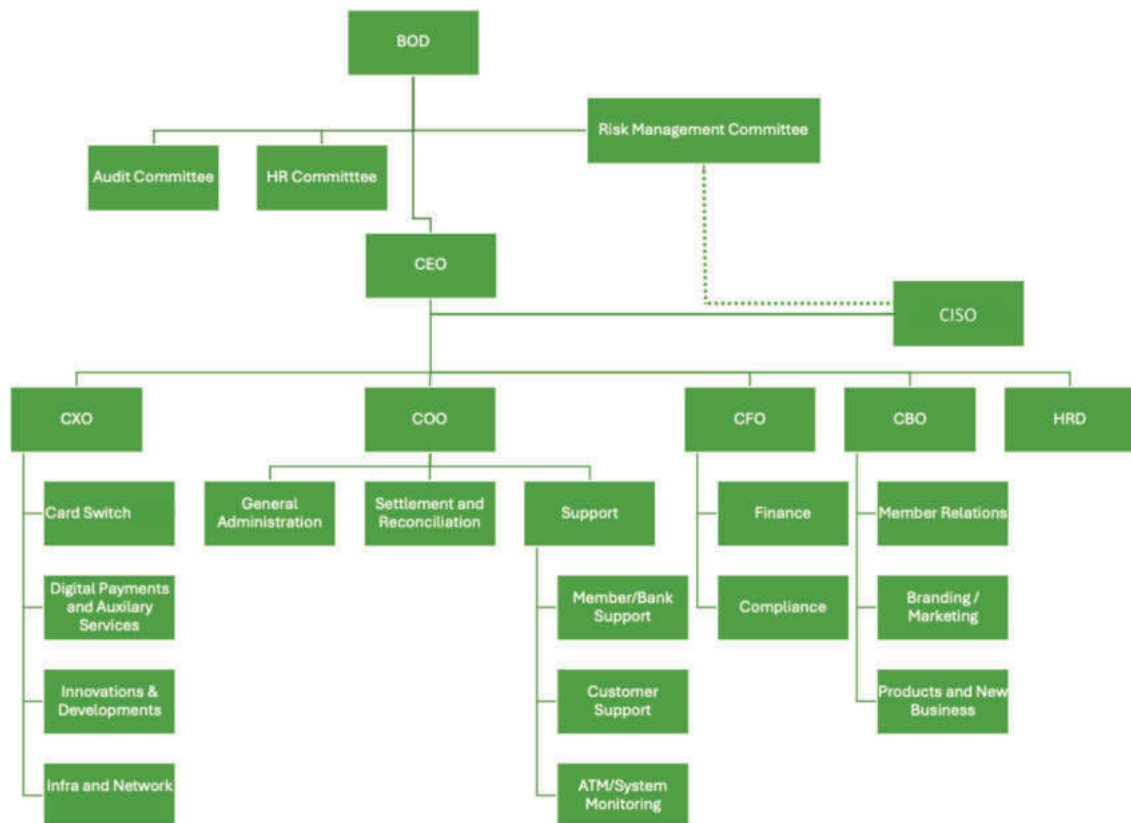 BOD
Risk Management Committee
Audit Committee
HR Committtee
CEO
CISO
CXO
COO
CFO
CBO
HRD
Card Switch
General
Administration
Settlement and
Reconciliation
Support
Finance
Member Relations
Digital Payments
and Auxilary
Services
Member/Bank
Support
Compliance
Branding /
Marketing
Innovations &
Developments
Customer
Support
Products and New
Business
Infra and Network
ATM/System
Monitoring